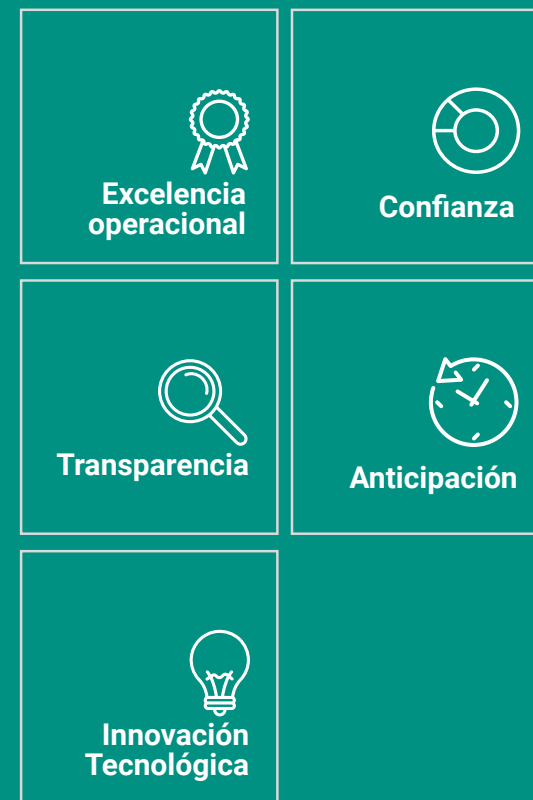 Excelencia
operacional
Confianza
Transparencia
Anticipación
Innovación
Tecnológica